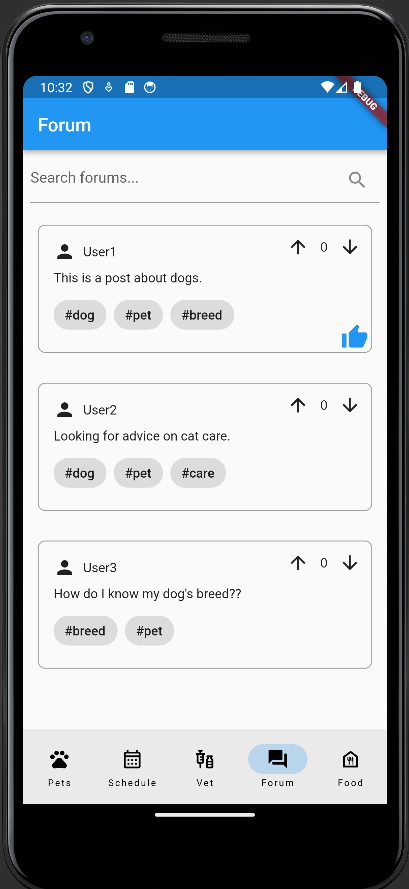 10:32
DEBUG
Forum
Search forums...
User1 0
This is a post about dogs.
#dog #pet #breed
User2 0
Looking for advice on cat care.
#dog #pet #care
User3 0
How do I know my dog's breed??
#breed #pet
Pets Schedule Vet Forum Food